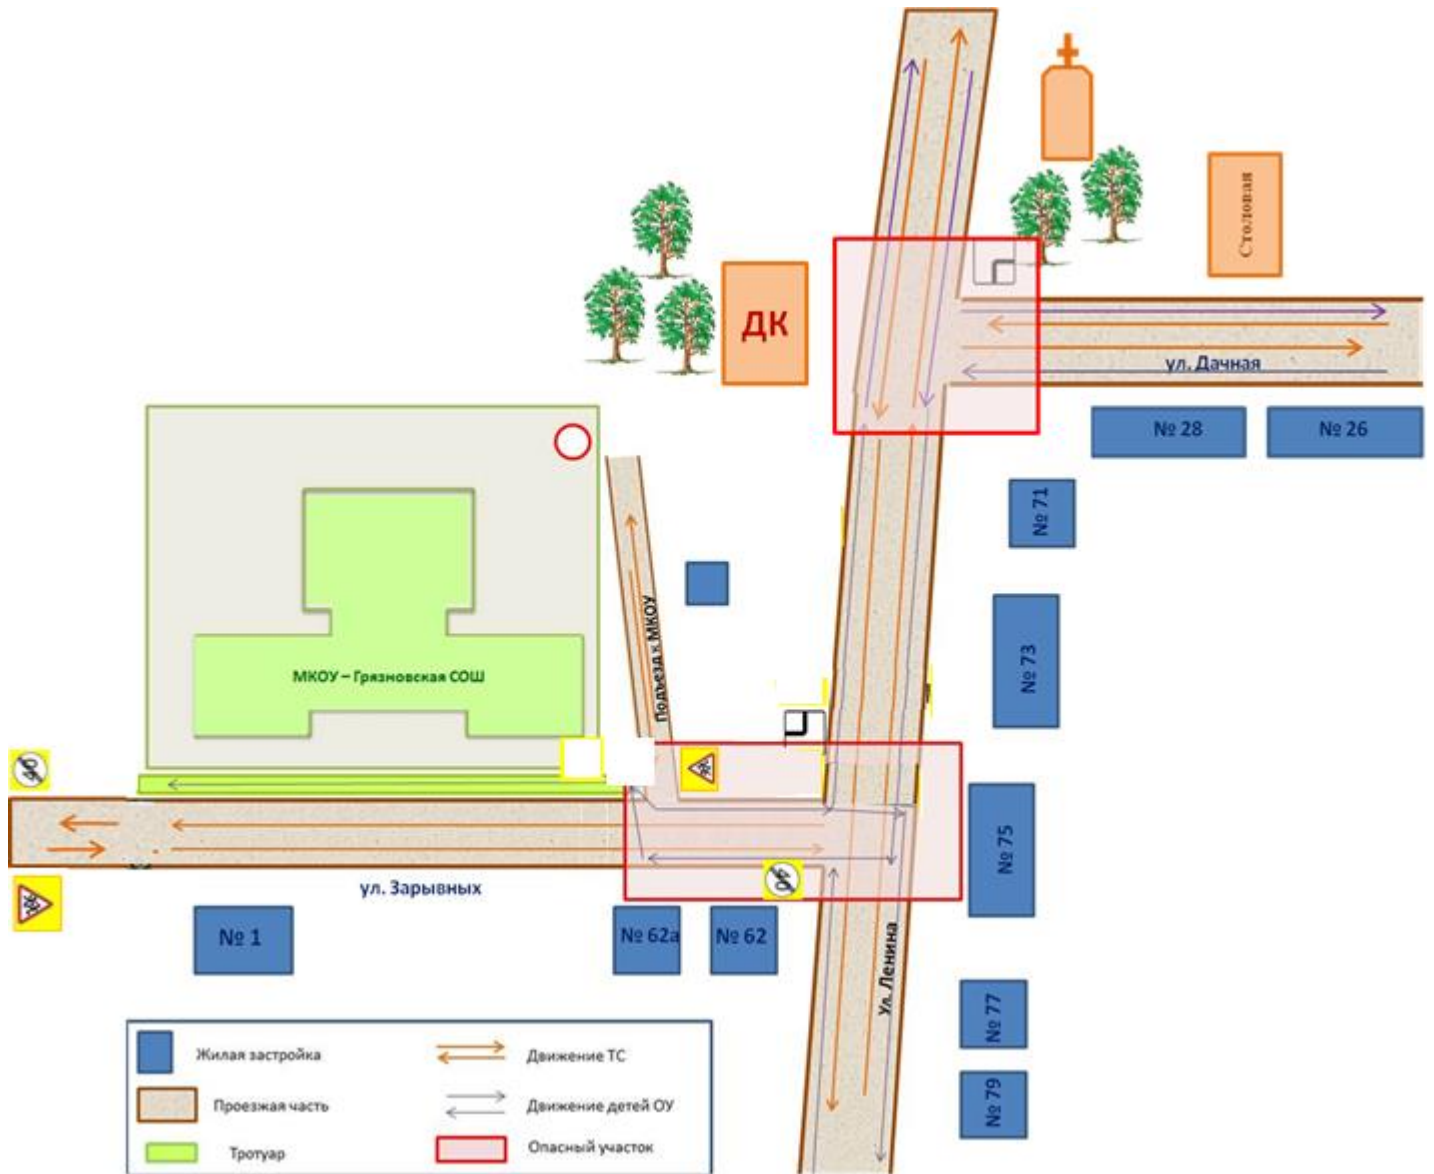 Столовая
ДК
ул. Дачная
№ 28
№ 26
№ 71
№ 73
Подъезд к МКОУ
МКОУ – Грязновская СОШ
40
40
№ 75
ул. Зарывных
№ 1
№ 62а
№ 62
Ул. Ленина
№ 77
№ 79
Жилая застройка
Движение ТС
Проезжая часть
Движение детей ОУ
Тротуар
Опасный участок